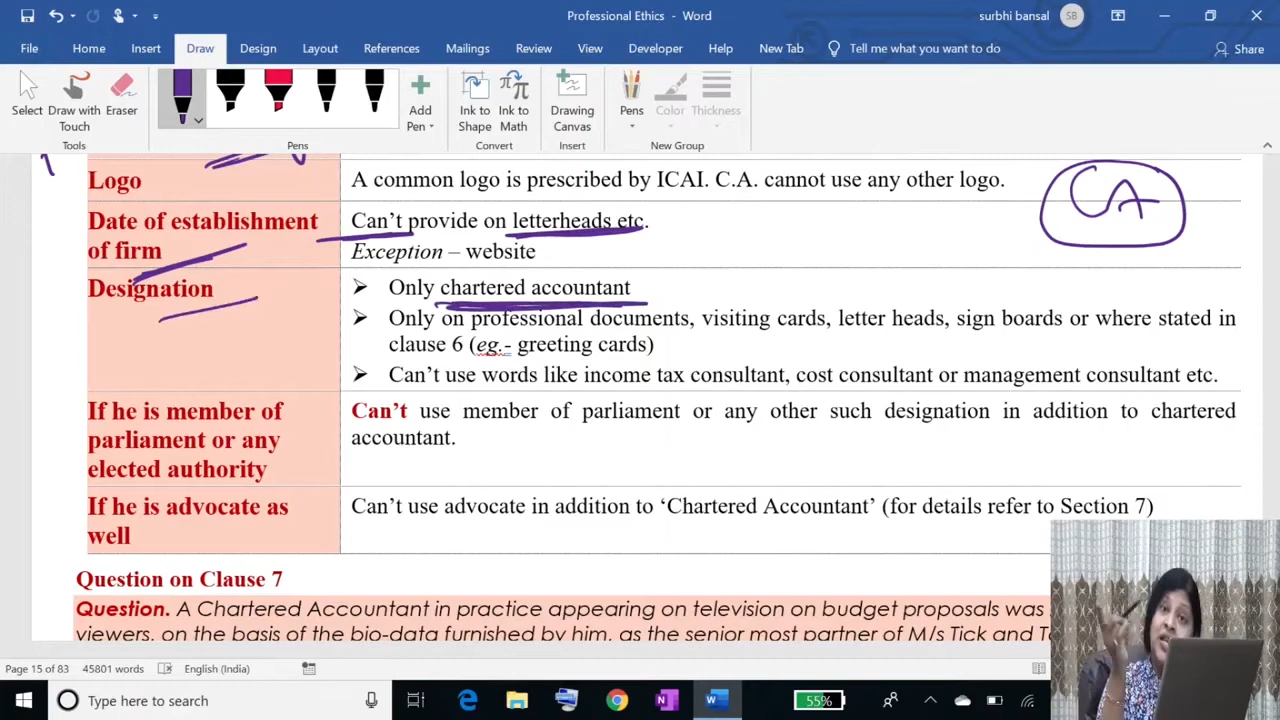 Professional Ethics - Word
surbhi bansal SB
File Home Insert Draw Design Layout References Mailings Review View Developer Help New Tab Tell me what you want to do Share
Select Draw with Touch Eraser Add Pen Ink to Shape Ink to Math Drawing Canvas Pens Color Thickness
Tools Pens Convert Insert New Group
Logo A common logo is prescribed by ICAI. C.A. cannot use any other logo.
CA
Date of establishment Can't provide on letterheads etc.
of firm Exception – website
Designation Only chartered accountant
Only on professional documents, visiting cards, letter heads, sign boards or where stated in
clause 6 (eg.- greeting cards)
Can't use words like income tax consultant, cost consultant or management consultant etc.
If he is member of Can't use member of parliament or any other such designation in addition to chartered
parliament or any accountant.
elected authority
If he is advocate as Can't use advocate in addition to 'Chartered Accountant' (for details refer to Section 7)
well
Question on Clause 7
Question. A Chartered Accountant in practice appearing on television on budget proposals was
viewers, on the basis of the bio-data furnished by him, as the senior most partner of M/s Tick and
Page 15 of 83 45801 words English (India)
Type here to search 55%